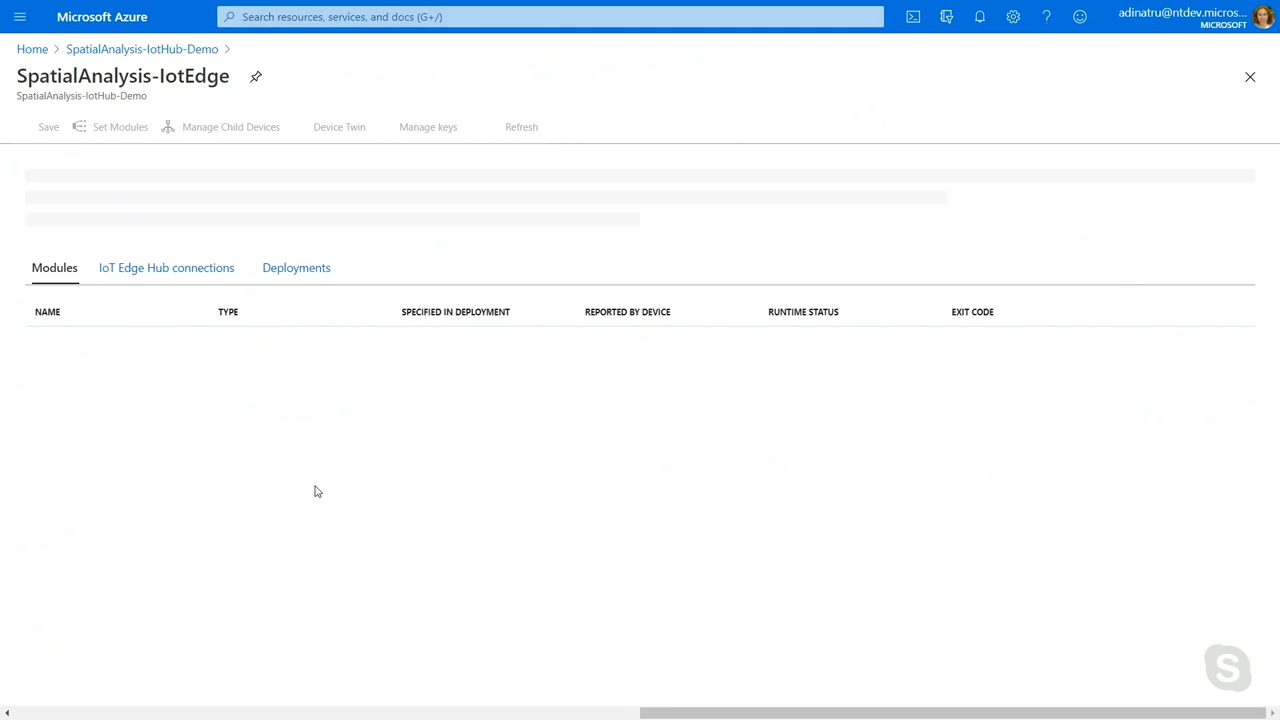 Microsoft Azure
Search resources, services, and docs (G+/)
adinatru@ntdev.micros...
MICROSOFT
Home
SpatialAnalysis-IotHub-Demo
SpatialAnalysis-IotEdge
SpatialAnalysis-IotHub-Demo
Save
Set Modules
Manage Child Devices
Device Twin
Manage keys
Refresh
Modules
IoT Edge Hub connections
Deployments
NAME
TYPE
SPECIFIED IN DEPLOYMENT
REPORTED BY DEVICE
RUNTIME STATUS
EXIT CODE